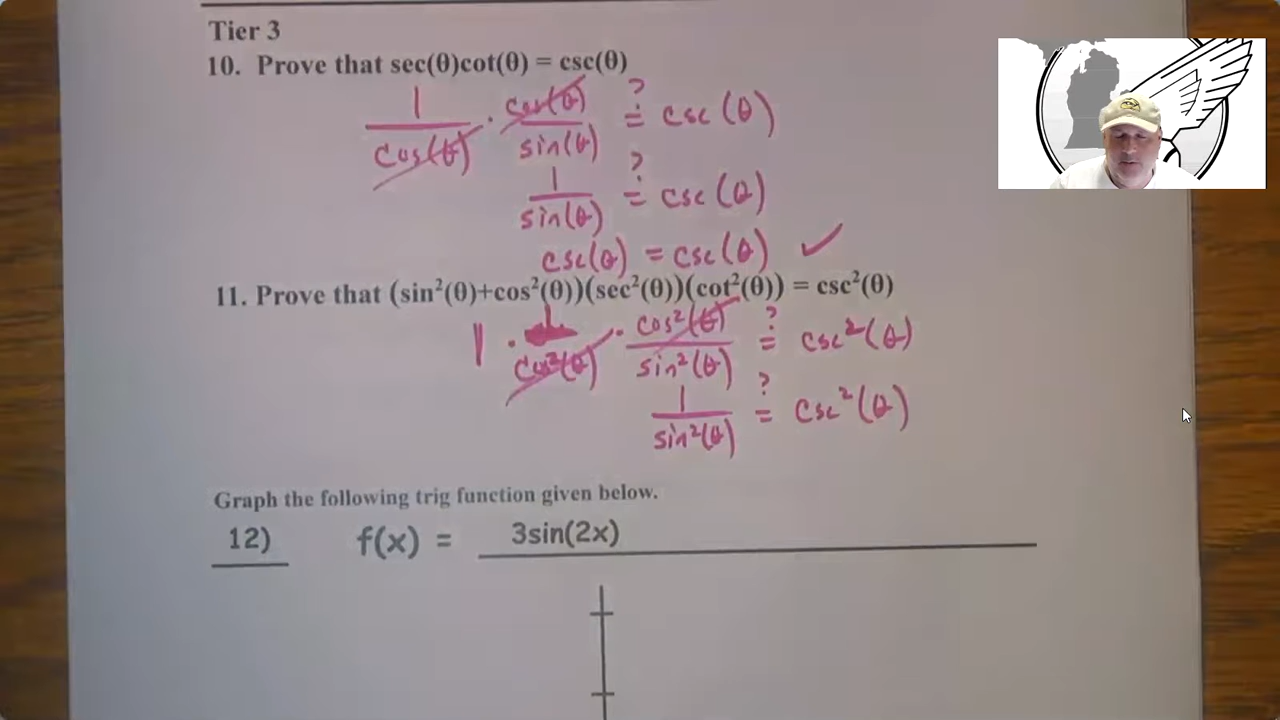 Tier 3
10. Prove that sec(θ)cot(θ) = csc(θ)
1/cos(θ) · cos(θ)/sin(θ) ≟ csc(θ)
1/sin(θ) ≟ csc(θ)
csc(θ) = csc(θ) ✓
11. Prove that (sin²(θ)+cos²(θ))(sec²(θ))(cot²(θ)) = csc²(θ)
1 · 1/cos²(θ) · cos²(θ)/sin²(θ) ≟ csc²(θ)
1/sin²(θ) ≟ csc²(θ)
Graph the following trig function given below.
12) f(x) = 3sin(2x)